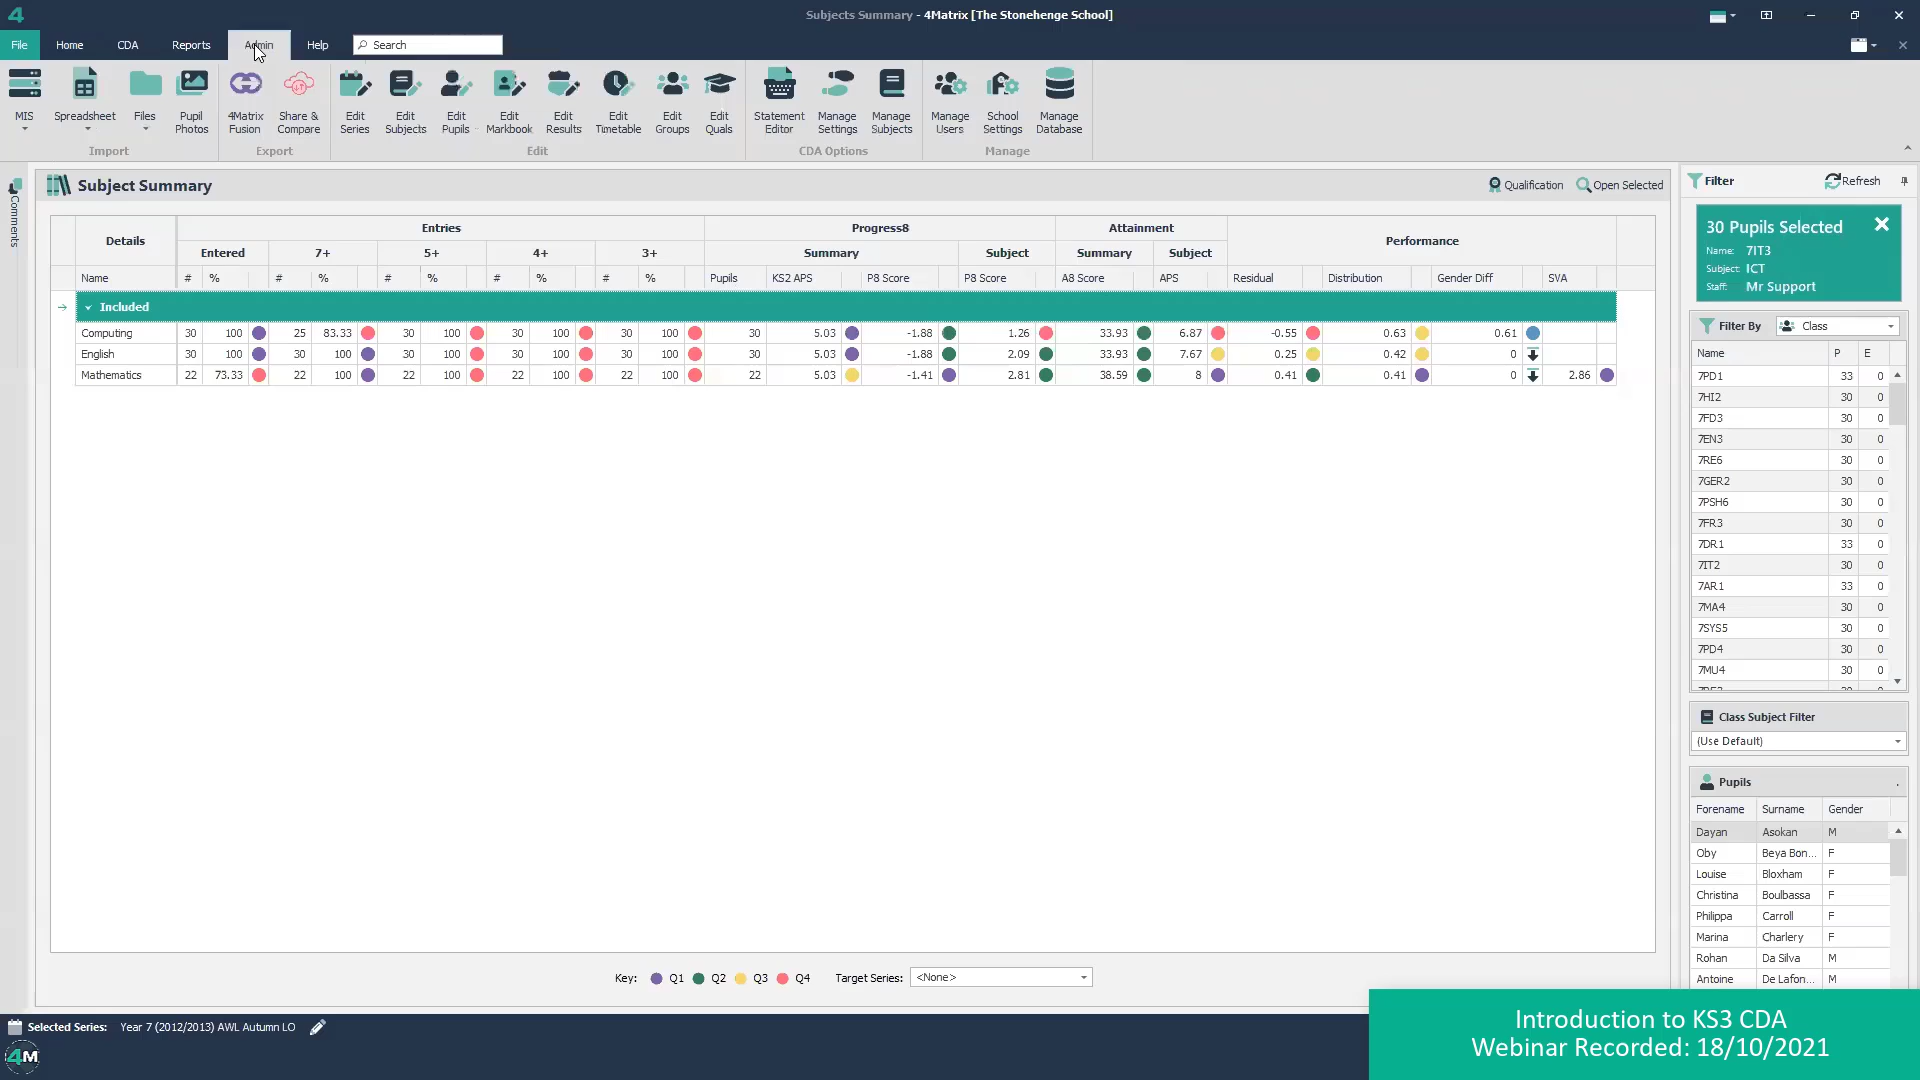 4 Subjects Summary - 4Matrix [The Stonehenge School]
File Home CDA Reports Admin Help Search
MIS Spreadsheet Files Pupil Photos 4Matrix Fusion Share & Compare Edit Series Edit Subjects Edit Pupils Edit Markbook Edit Results Edit Timetable Edit Groups Edit Quals Statement Editor Manage Settings Manage Subjects Manage Users School Settings Manage Database
Import Export Edit CDA Options Manage
Comments
Subject Summary Qualification Open Selected
Details Entries Progress8 Attainment Performance
Entered 7+ 5+ 4+ 3+ Summary Subject Summary Subject
Name # % # % # % # % # % Pupils KS2 APS P8 Score P8 Score A8 Score APS Residual Distribution Gender Diff SVA
Included
Computing 30 100 25 83.33 30 100 30 100 30 100 30 5.03 -1.88 1.26 33.93 6.87 -0.55 0.63 0.61
English 30 100 30 100 30 100 30 100 30 100 30 5.03 -1.88 2.09 33.93 7.67 0.25 0.42 0
Mathematics 22 73.33 22 100 22 100 22 100 22 100 22 5.03 -1.41 2.81 38.59 8 0.41 0.41 0 2.86
Key: Q1 Q2 Q3 Q4 Target Series: <None>
Filter Refresh
30 Pupils Selected
Name: 7IT3
Subject: ICT
Staff: Mr Support
Filter By Class
Name P E
7PD1 33 0
7HI2 30 0
7FD3 30 0
7EN3 30 0
7RE6 30 0
7GER2 30 0
7PSH6 30 0
7FR3 30 0
7DR1 33 0
7IT2 30 0
7AR1 33 0
7MA4 30 0
7SYS5 30 0
7PD4 30 0
7MU4 30 0
Class Subject Filter
(Use Default)
Pupils
Forename Surname Gender
Dayan Asokan M
Oby Beya Bon... F
Louise Bloxham F
Christina Boulbassa F
Philippa Carroll F
Marina Charlery F
Rohan Da Silva M
Antoine De Lafon... M
Selected Series: Year 7 (2012/2013) AWL Autumn LO
4M
Introduction to KS3 CDA
Webinar Recorded: 18/10/2021